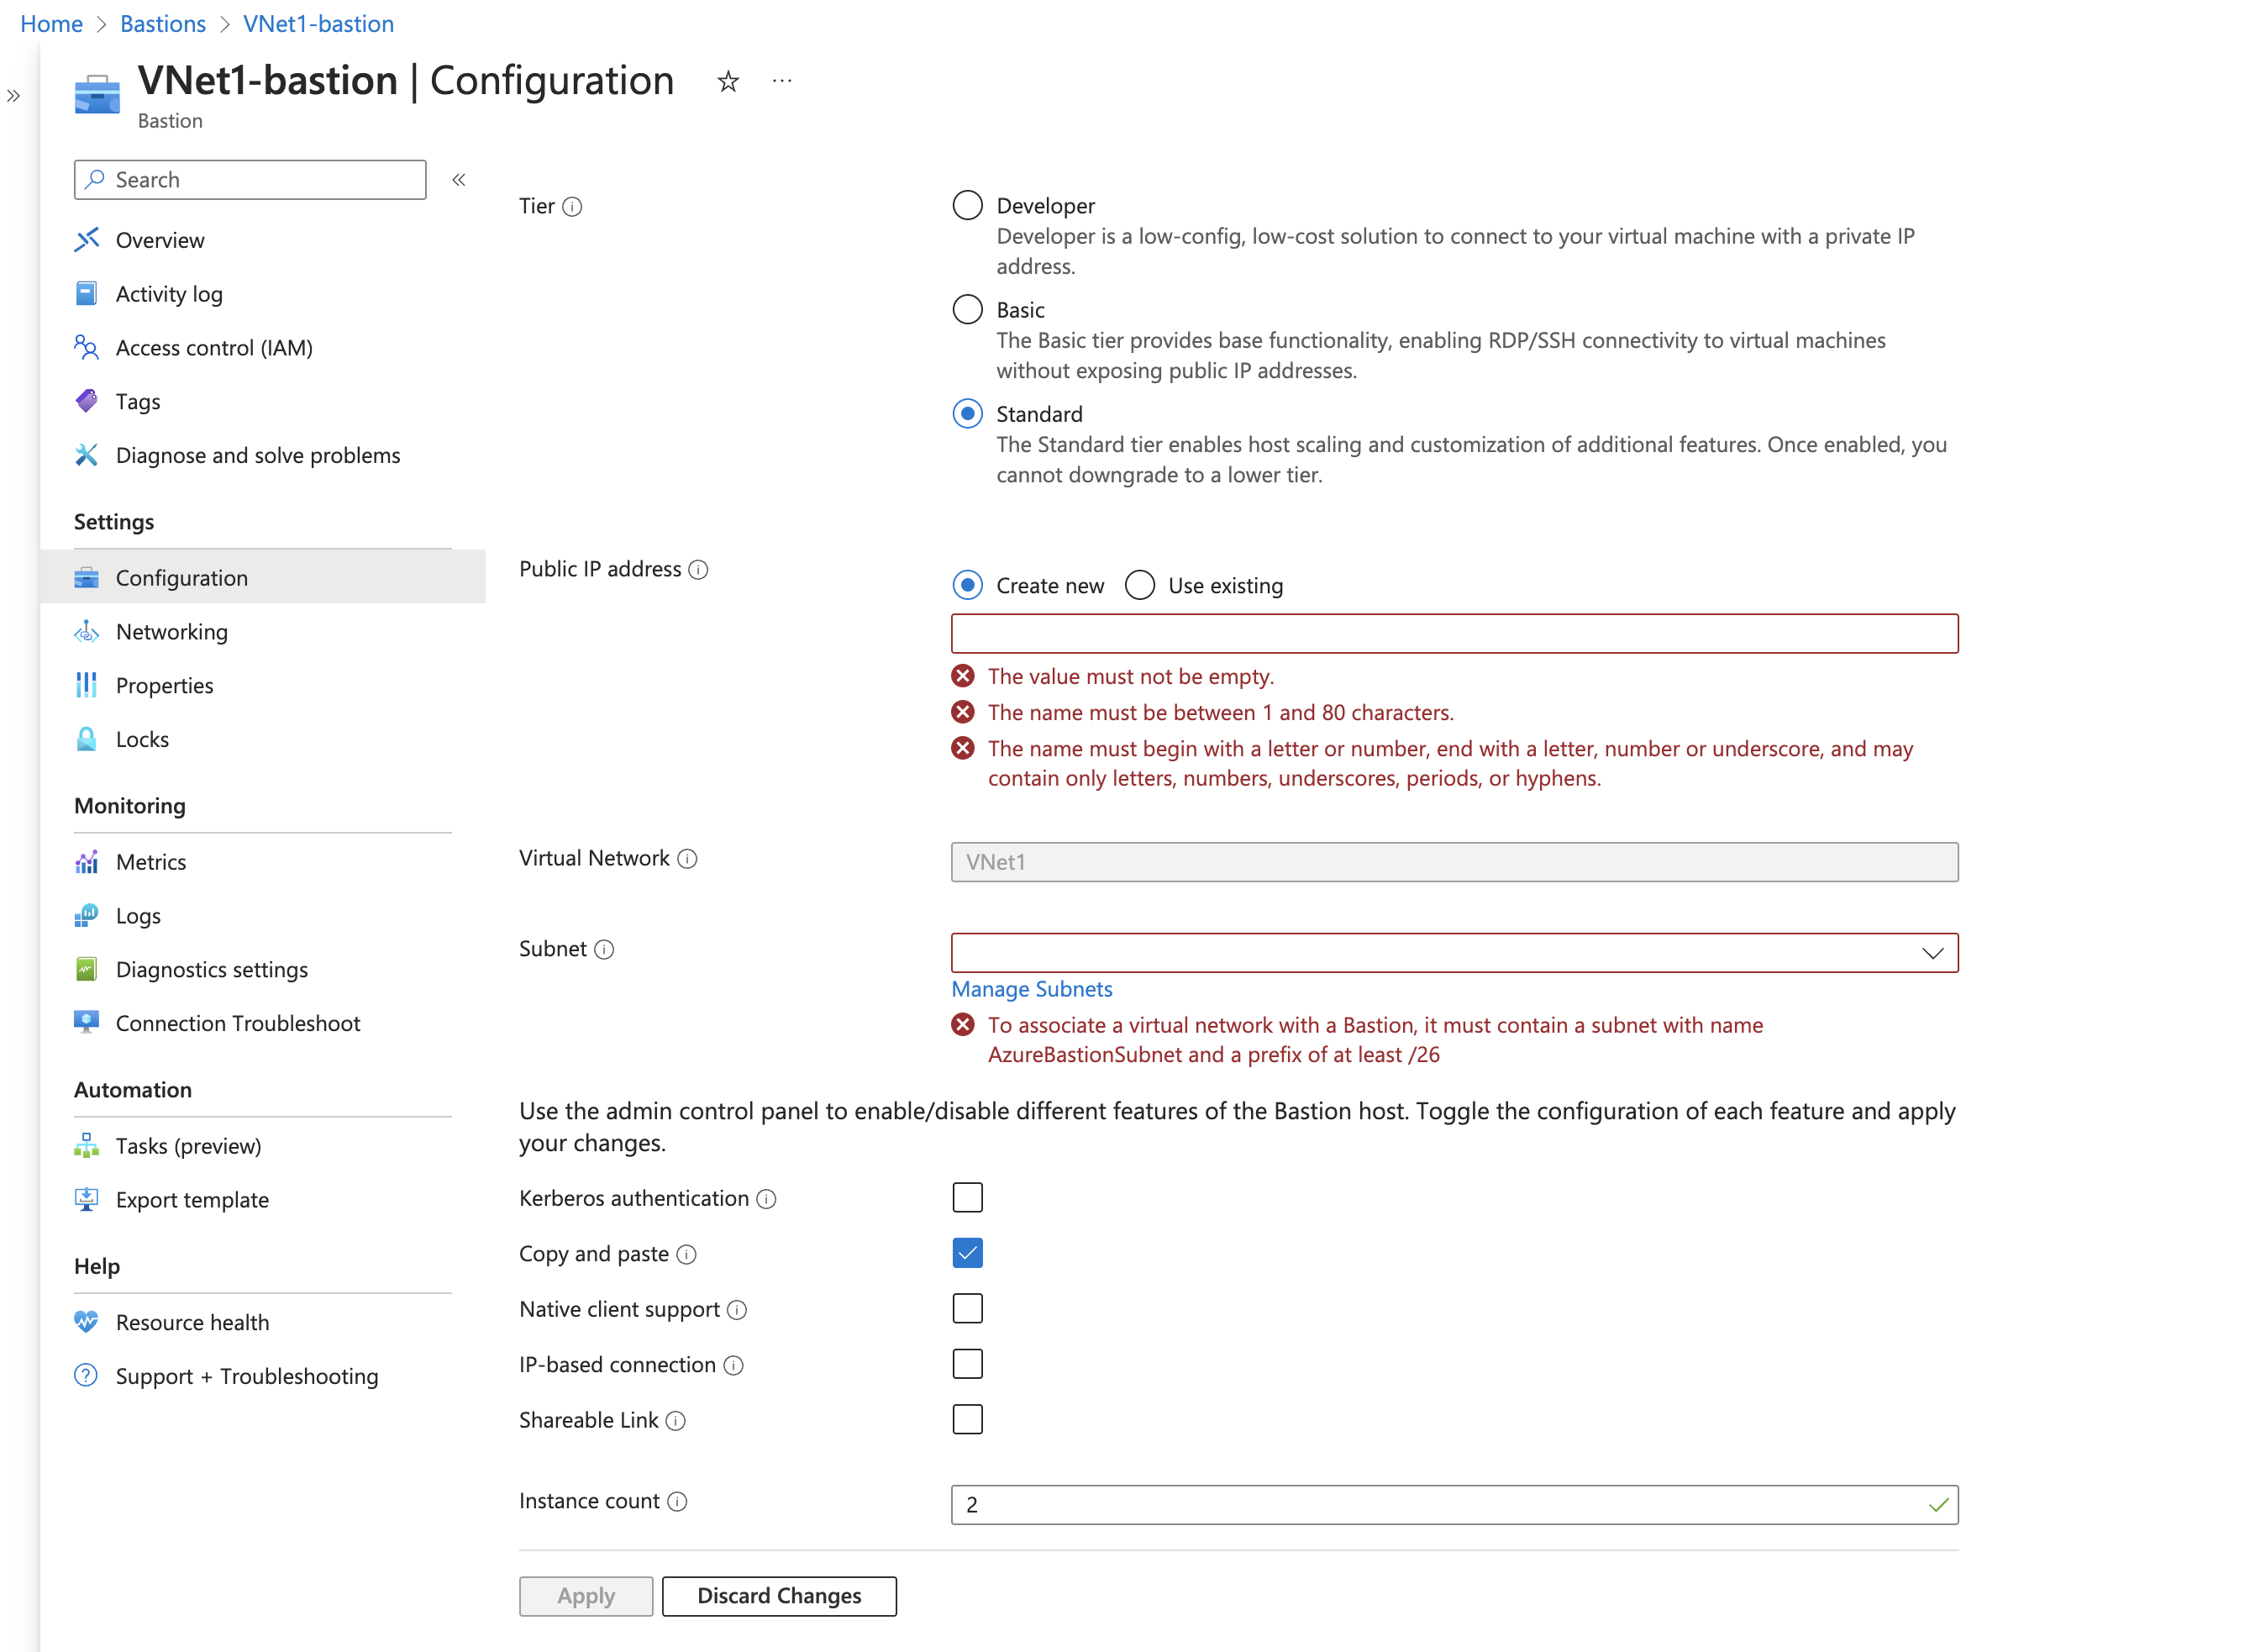 Home > Bastions > VNet1-bastion
VNet1-bastion | Configuration
Bastion
Search
Overview
Activity log
Access control (IAM)
Tags
Diagnose and solve problems
Settings
Configuration
Networking
Properties
Locks
Monitoring
Metrics
Logs
Diagnostics settings
Connection Troubleshoot
Automation
Tasks (preview)
Export template
Help
Resource health
Support + Troubleshooting
Tier
Developer
Developer is a low-config, low-cost solution to connect to your virtual machine with a private IP
address.
Basic
The Basic tier provides base functionality, enabling RDP/SSH connectivity to virtual machines
without exposing public IP addresses.
Standard
The Standard tier enables host scaling and customization of additional features. Once enabled, you
cannot downgrade to a lower tier.
Public IP address
Create new
Use existing
The value must not be empty.
The name must be between 1 and 80 characters.
The name must begin with a letter or number, end with a letter, number or underscore, and may
contain only letters, numbers, underscores, periods, or hyphens.
Virtual Network
VNet1
Subnet
Manage Subnets
To associate a virtual network with a Bastion, it must contain a subnet with name
AzureBastionSubnet and a prefix of at least /26
Use the admin control panel to enable/disable different features of the Bastion host. Toggle the configuration of each feature and apply
your changes.
Kerberos authentication
Copy and paste
Native client support
IP-based connection
Shareable Link
Instance count
2
Apply
Discard Changes